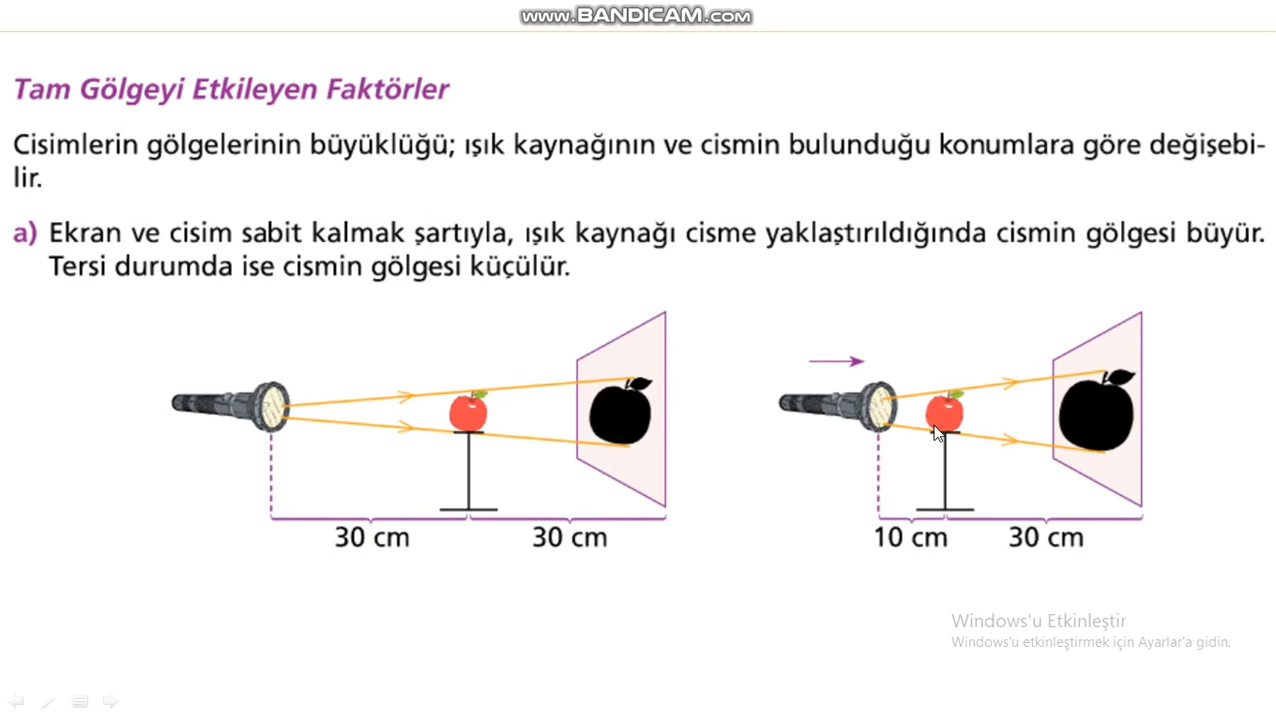 www.BANDICAM.com
Tam Gölgeyi Etkileyen Faktörler
Cisimlerin gölgelerinin büyüklüğü; ışık kaynağının ve cismin bulunduğu konumlara göre değişebi-
lir.
a) Ekran ve cisim sabit kalmak şartıyla, ışık kaynağı cisme yaklaştırıldığında cismin gölgesi büyür.
Tersi durumda ise cismin gölgesi küçülür.
30 cm 30 cm 10 cm 30 cm
Windows'u Etkinleştir
Windows'u etkinleştirmek için Ayarlar'a gidin.